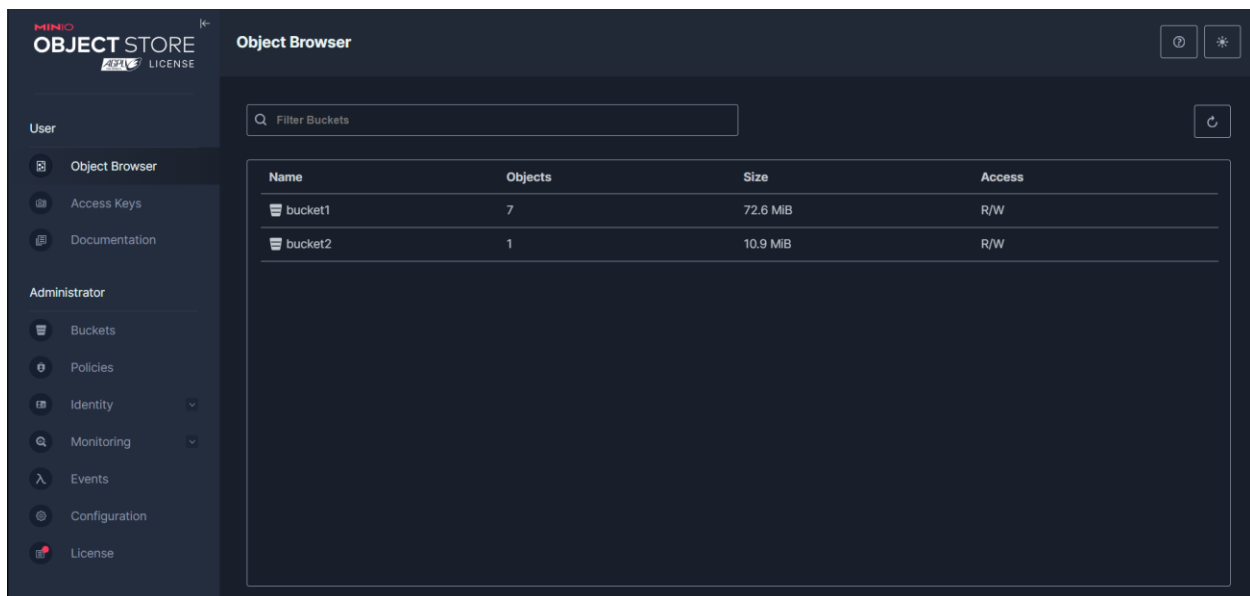 MINIO
OBJECT STORE
AGPLV3 LICENSE
Object Browser
User
Object Browser
Access Keys
Documentation
Administrator
Buckets
Policies
Identity
Monitoring
Events
Configuration
License
Filter Buckets
Name Objects Size Access
bucket1 7 72.6 MiB R/W
bucket2 1 10.9 MiB R/W